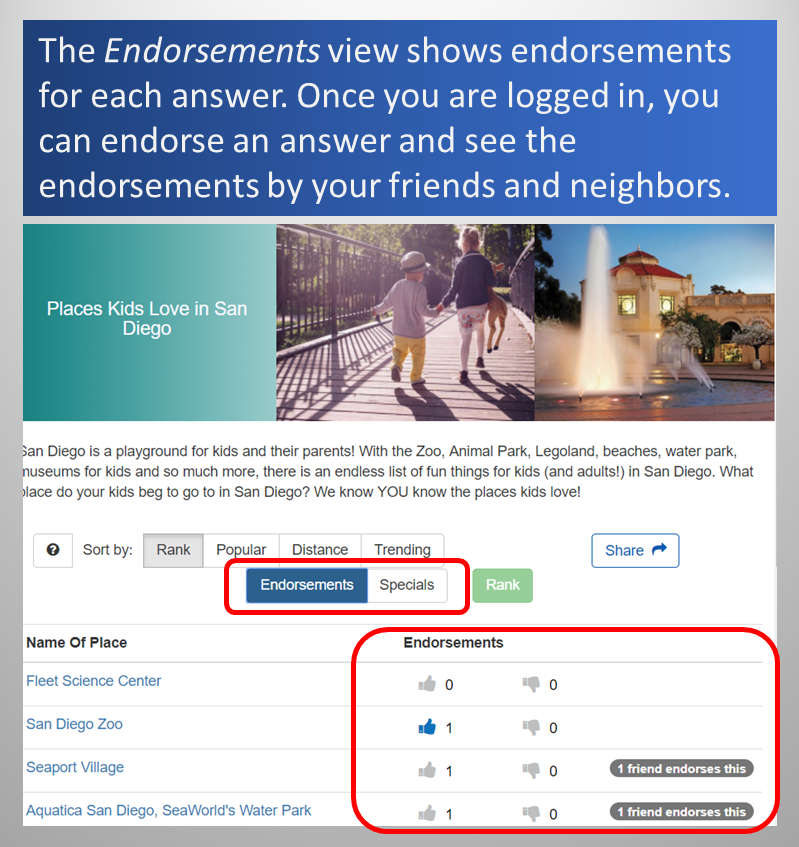 The Endorsements view shows endorsements
for each answer. Once you are logged in, you
can endorse an answer and see the
endorsements by your friends and neighbors.
Places Kids Love in San
Diego
San Diego is a playground for kids and their parents! With the Zoo, Animal Park, Legoland, beaches, water park,
museums for kids and so much more, there is an endless list of fun things for kids (and adults!) in San Diego. What
place do your kids beg to go to in San Diego? We know YOU know the places kids love!
? Sort by: Rank Popular Distance Trending Share
Endorsements Specials Rank
Name Of Place Endorsements
Fleet Science Center 0 0
San Diego Zoo 1 0
Seaport Village 1 0 1 friend endorses this
Aquatica San Diego, SeaWorld's Water Park 1 0 1 friend endorses this